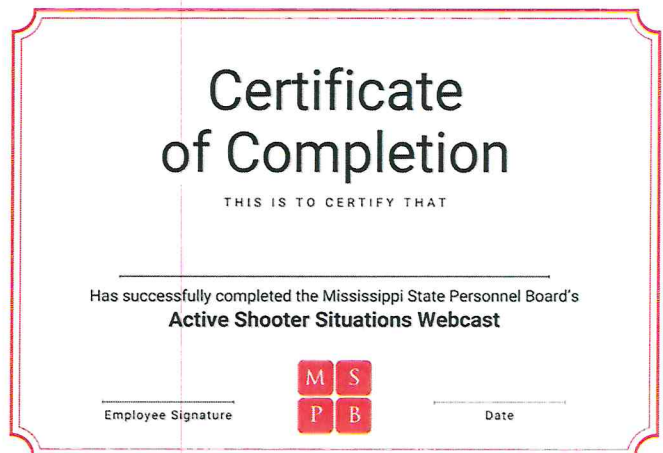 Certificate
of Completion
THIS IS TO CERTIFY THAT
Has successfully completed the Mississippi State Personnel Board's
Active Shooter Situations Webcast
M S
P B
Employee Signature
Date